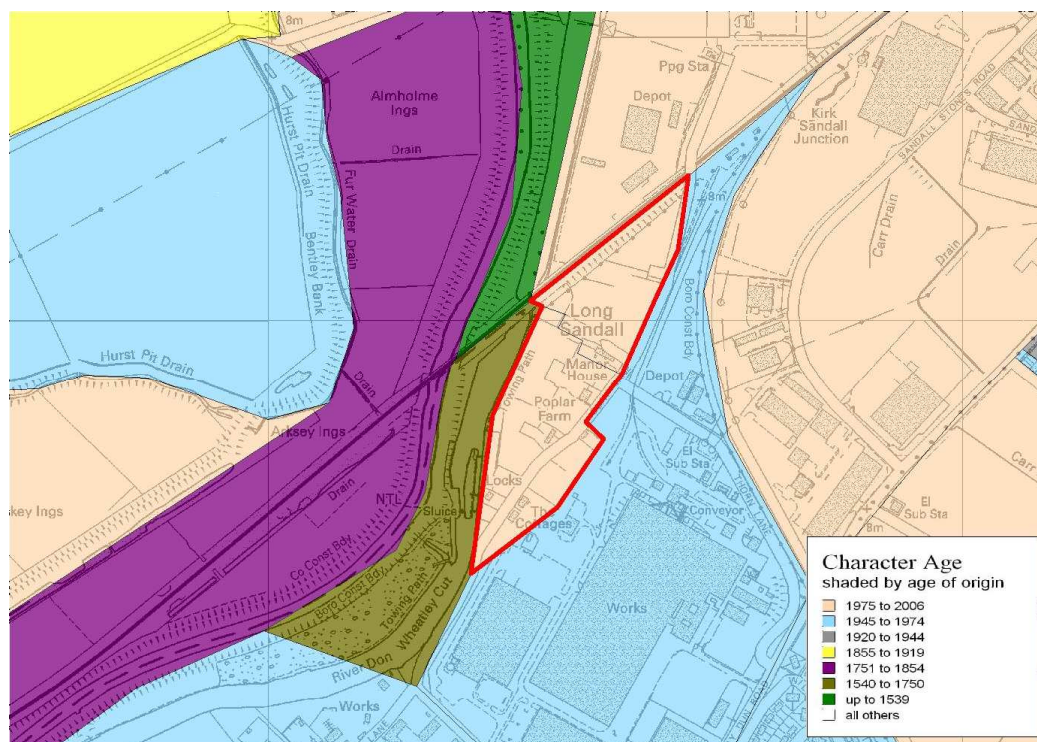 8m
Almholme
Ings
Drain
Fur Water Drain
Hurst Pit Drain
Bentley Bank
Hurst Pit Drain
Drain
Arksey Ings
Drain
NTL
Co Const Bdy
Boro Const Bdy
Towing Path
Wheatley Cut
River Don
Works
Sluice
Locks
Towing Path
Long
Sandall
Manor
House
Poplar
Farm
The
Cottages
Ppg Sta
Depot
Kirk
Sandall
Junction
SANDALL STONES ROAD
8m
Boro Const Bdy
Depot
El
Sub Sta
Conveyor
Works
Carr Drain
Drain
El
Sub Sta
8m
Carr
Character Age
shaded by age of origin
1975 to 2006
1945 to 1974
1920 to 1944
1855 to 1919
1751 to 1854
1540 to 1750
up to 1539
all others